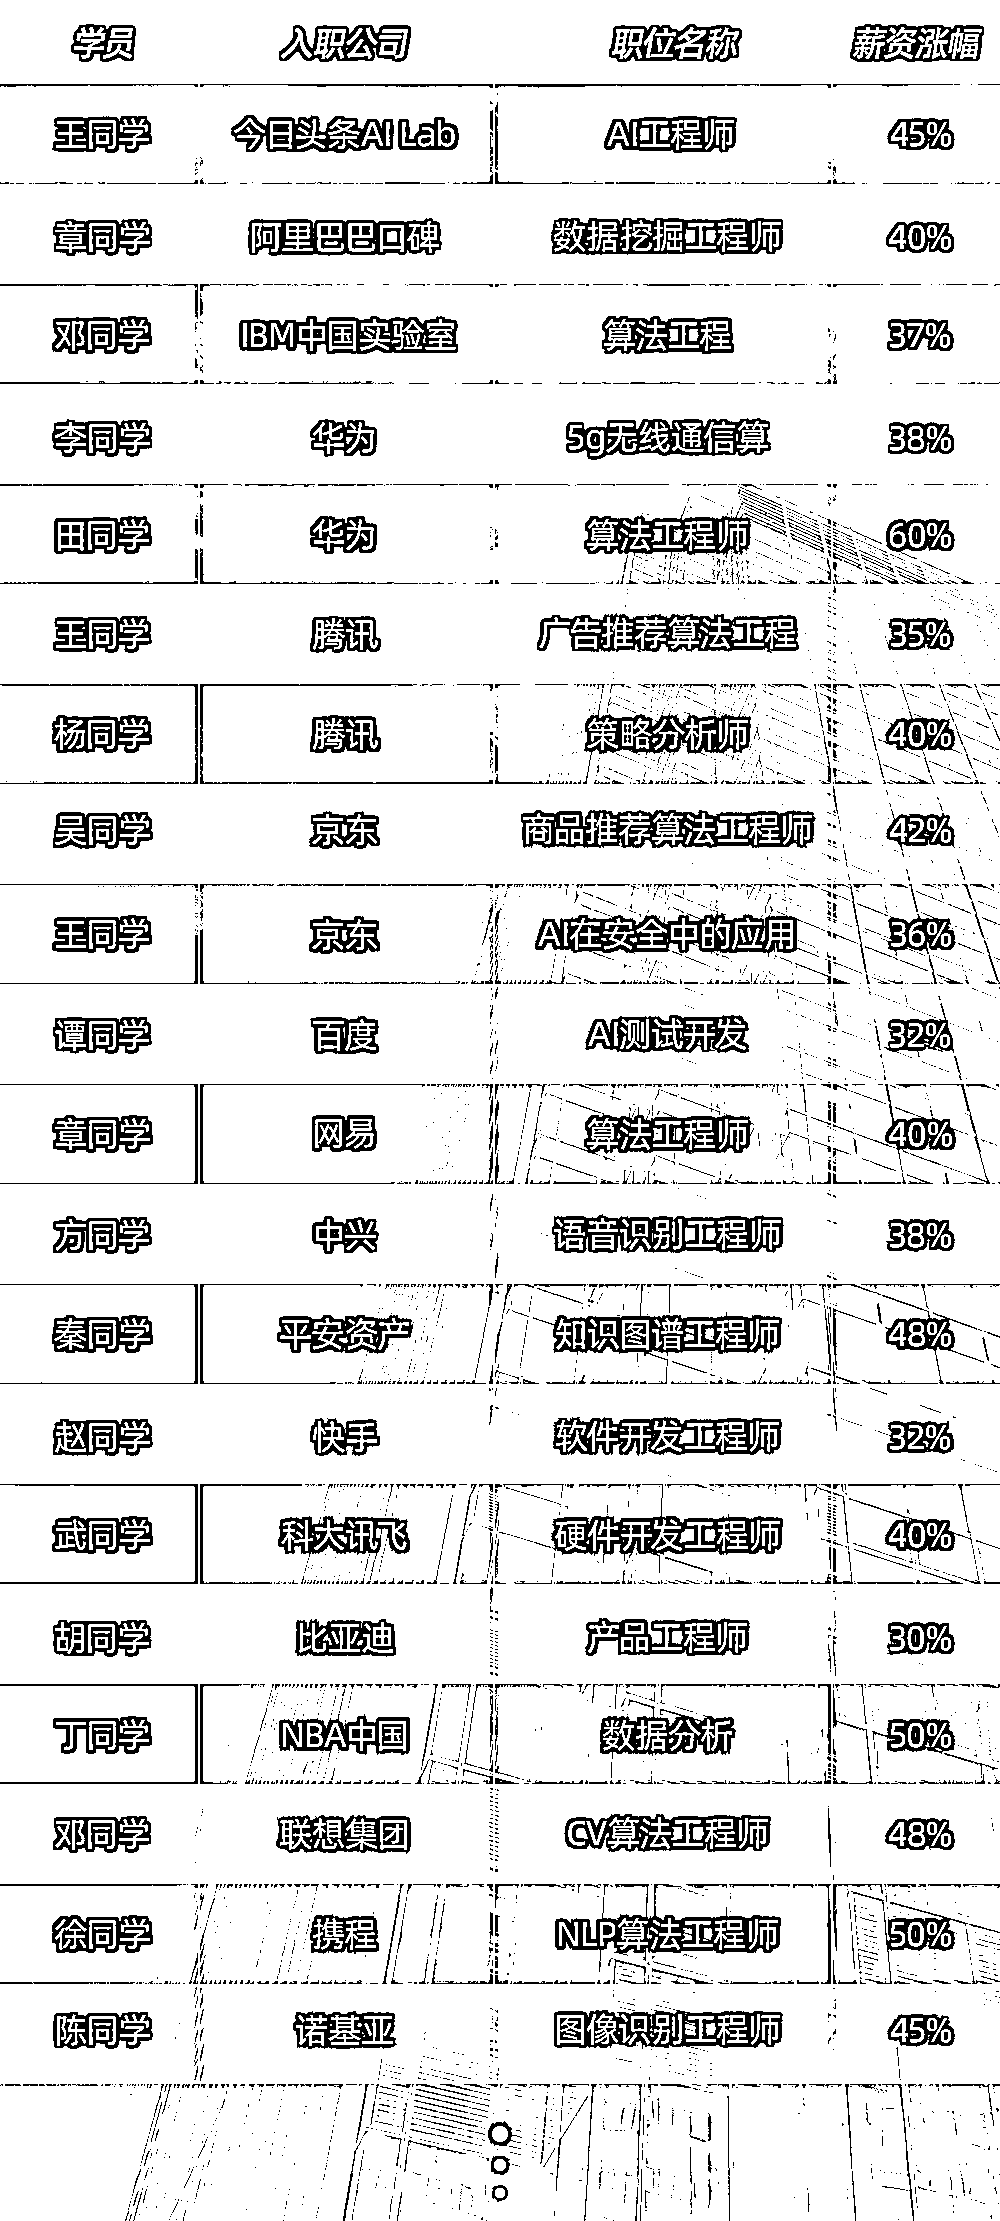 学员 入职公司 职位名称 薪资涨幅
王同学 今日头条AI Lab AI工程师 45%
章同学 阿里巴巴口碑 数据挖掘工程师 40%
邓同学 IBM中国实验室 算法工程 37%
李同学 华为 5g无线通信算 38%
田同学 华为 算法工程师 60%
王同学 腾讯 广告推荐算法工程 35%
杨同学 腾讯 策略分析师 40%
吴同学 京东 商品推荐算法工程师 42%
王同学 京东 AI在安全中的应用 36%
谭同学 百度 AI测试开发 32%
章同学 网易 算法工程师 40%
方同学 中兴 语音识别工程师 38%
秦同学 平安资产 知识图谱工程师 48%
赵同学 快手 软件开发工程师 32%
武同学 科大讯飞 硬件开发工程师 40%
胡同学 比亚迪 产品工程师 30%
丁同学 NBA中国 数据分析 50%
邓同学 联想集团 CV算法工程师 48%
徐同学 携程 NLP算法工程师 50%
陈同学 诺基亚 图像识别工程师 45%